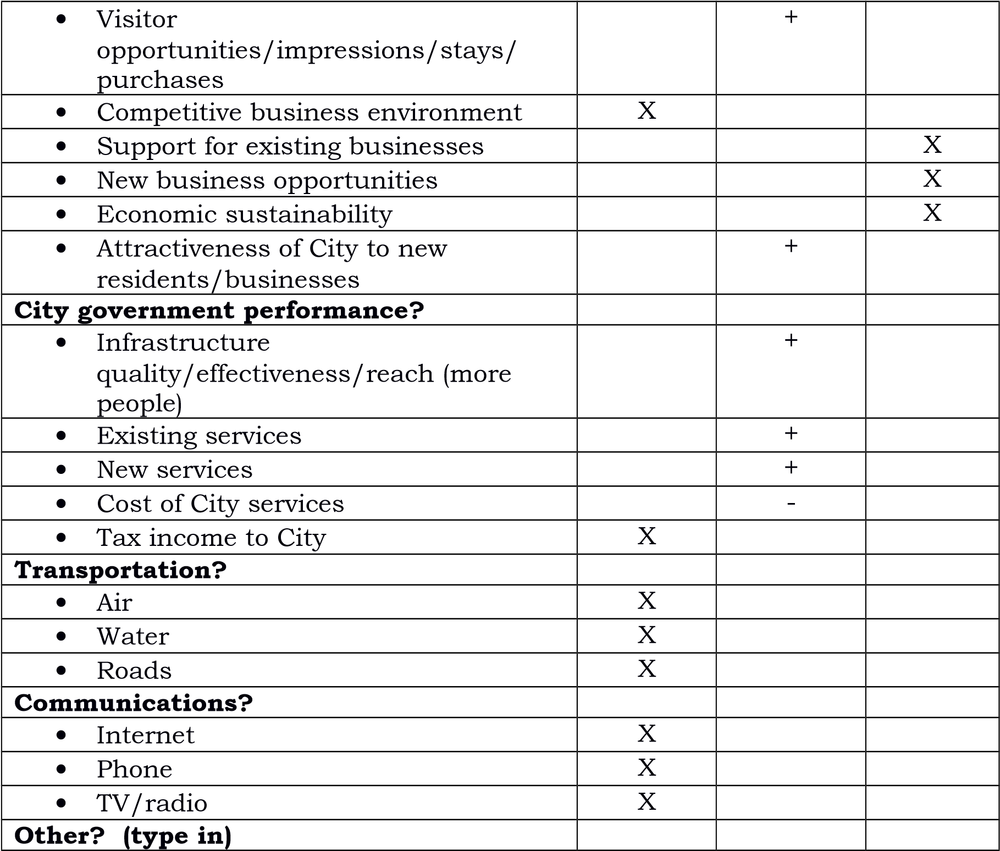 • Visitor +
opportunities/impressions/stays/
purchases
• Competitive business environment X
• Support for existing businesses X
• New business opportunities X
• Economic sustainability X
• Attractiveness of City to new +
residents/businesses
City government performance?
• Infrastructure +
quality/effectiveness/reach (more
people)
• Existing services +
• New services +
• Cost of City services -
• Tax income to City X
Transportation?
• Air X
• Water X
• Roads X
Communications?
• Internet X
• Phone X
• TV/radio X
Other? (type in)